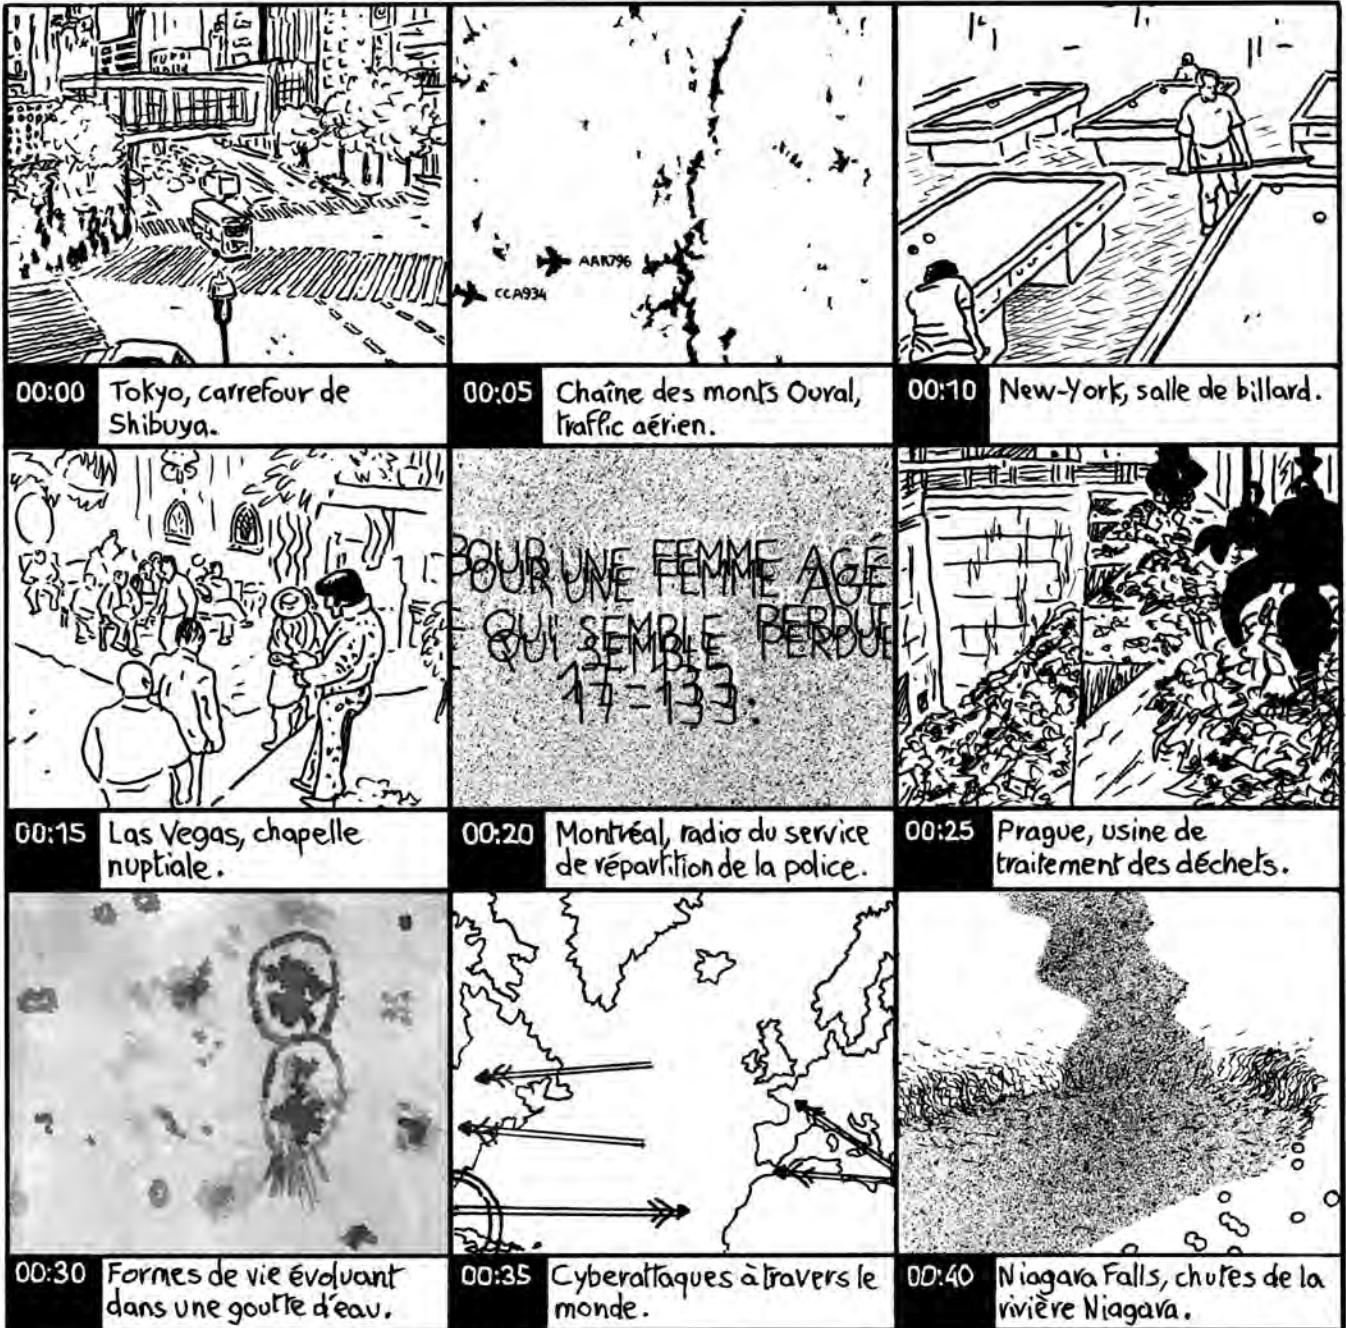 00:00 Tokyo, carrefour de
Shibuya.
AAR796
CCA934
00:05 Chaîne des monts Oural,
traffic aérien.
00:10 New-York, salle de billard.
00:15 Las Vegas, chapelle
nuptiale.
POUR UNE FEMME AGÉ
E QUI SEMBLE PERDUE
17-133.
00:20 Montréal, radio du service
de répartition de la police.
00:25 Prague, usine de
traitement des déchets.
00:30 Formes de vie évoluant
dans une goutte d'eau.
00:35 Cyberattaques à travers le
monde.
00:40 Niagara Falls, chutes de la
rivière Niagara.